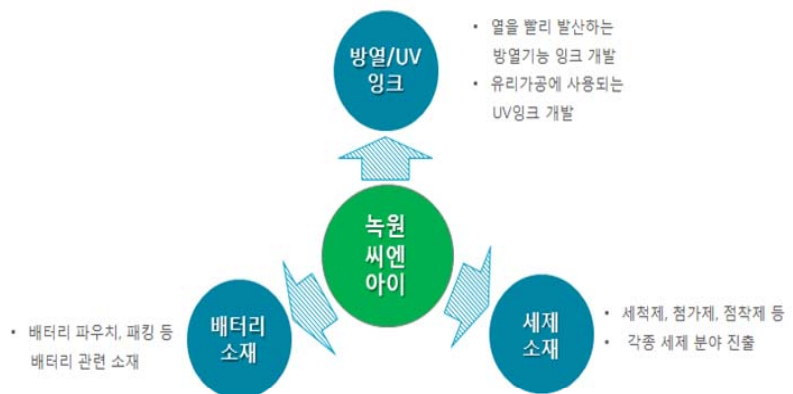 방열/UV
잉크
• 열을 빨리 발산하는
방열기능 잉크 개발
• 유리가공에 사용되는
UV잉크 개발
녹원
씨엔
아이
• 배터리 파우치, 패킹 등
배터리 관련 소재
배터리
소재
세제
소재
• 세척제, 첨가제, 점착제 등
• 각종 세제 분야 진출